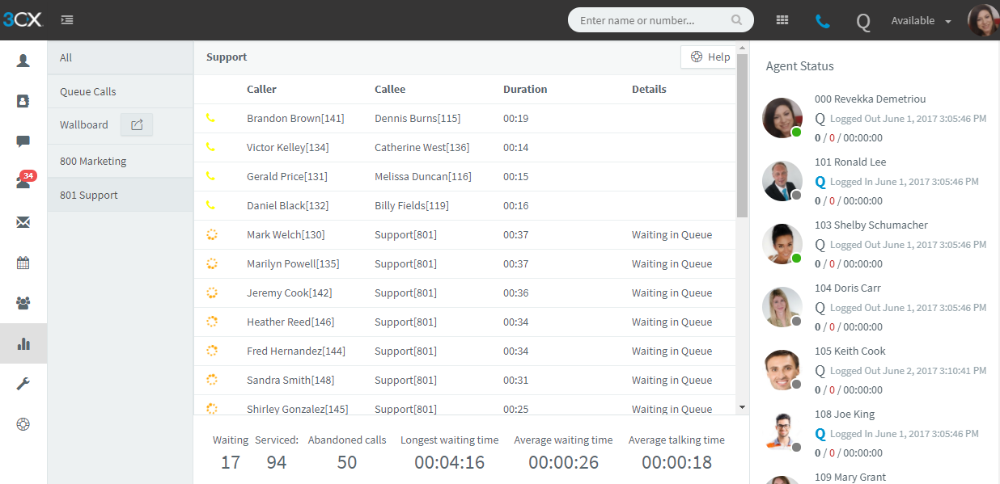 3CX
Enter name or number...
Q
Available
34
All
Queue Calls
Wallboard
800 Marketing
801 Support
Support
Help
Caller Callee Duration Details
Brandon Brown[141] Dennis Burns[115] 00:19
Victor Kelley[134] Catherine West[136] 00:14
Gerald Price[131] Melissa Duncan[116] 00:15
Daniel Black[132] Billy Fields[119] 00:16
Mark Welch[130] Support[801] 00:37 Waiting in Queue
Marilyn Powell[135] Support[801] 00:37 Waiting in Queue
Jeremy Cook[142] Support[801] 00:36 Waiting in Queue
Heather Reed[146] Support[801] 00:34 Waiting in Queue
Fred Hernandez[144] Support[801] 00:34 Waiting in Queue
Sandra Smith[148] Support[801] 00:31 Waiting in Queue
Shirley Gonzalez[145] Support[801] 00:25 Waiting in Queue
Waiting Serviced: Abandoned calls Longest waiting time Average waiting time Average talking time
17 94 50 00:04:16 00:00:26 00:00:18
Agent Status
000 Revekka Demetriou
Q Logged Out June 1, 2017 3:05:46 PM
0 / 0 / 00:00:00
101 Ronald Lee
Q Logged In June 1, 2017 3:05:46 PM
0 / 0 / 00:00:00
103 Shelby Schumacher
Q Logged Out June 1, 2017 3:05:46 PM
0 / 0 / 00:00:00
104 Doris Carr
Q Logged Out June 1, 2017 3:05:46 PM
0 / 0 / 00:00:00
105 Keith Cook
Q Logged Out June 2, 2017 3:10:41 PM
0 / 0 / 00:00:00
108 Joe King
Q Logged In June 1, 2017 3:05:46 PM
0 / 0 / 00:00:00
109 Mary Grant